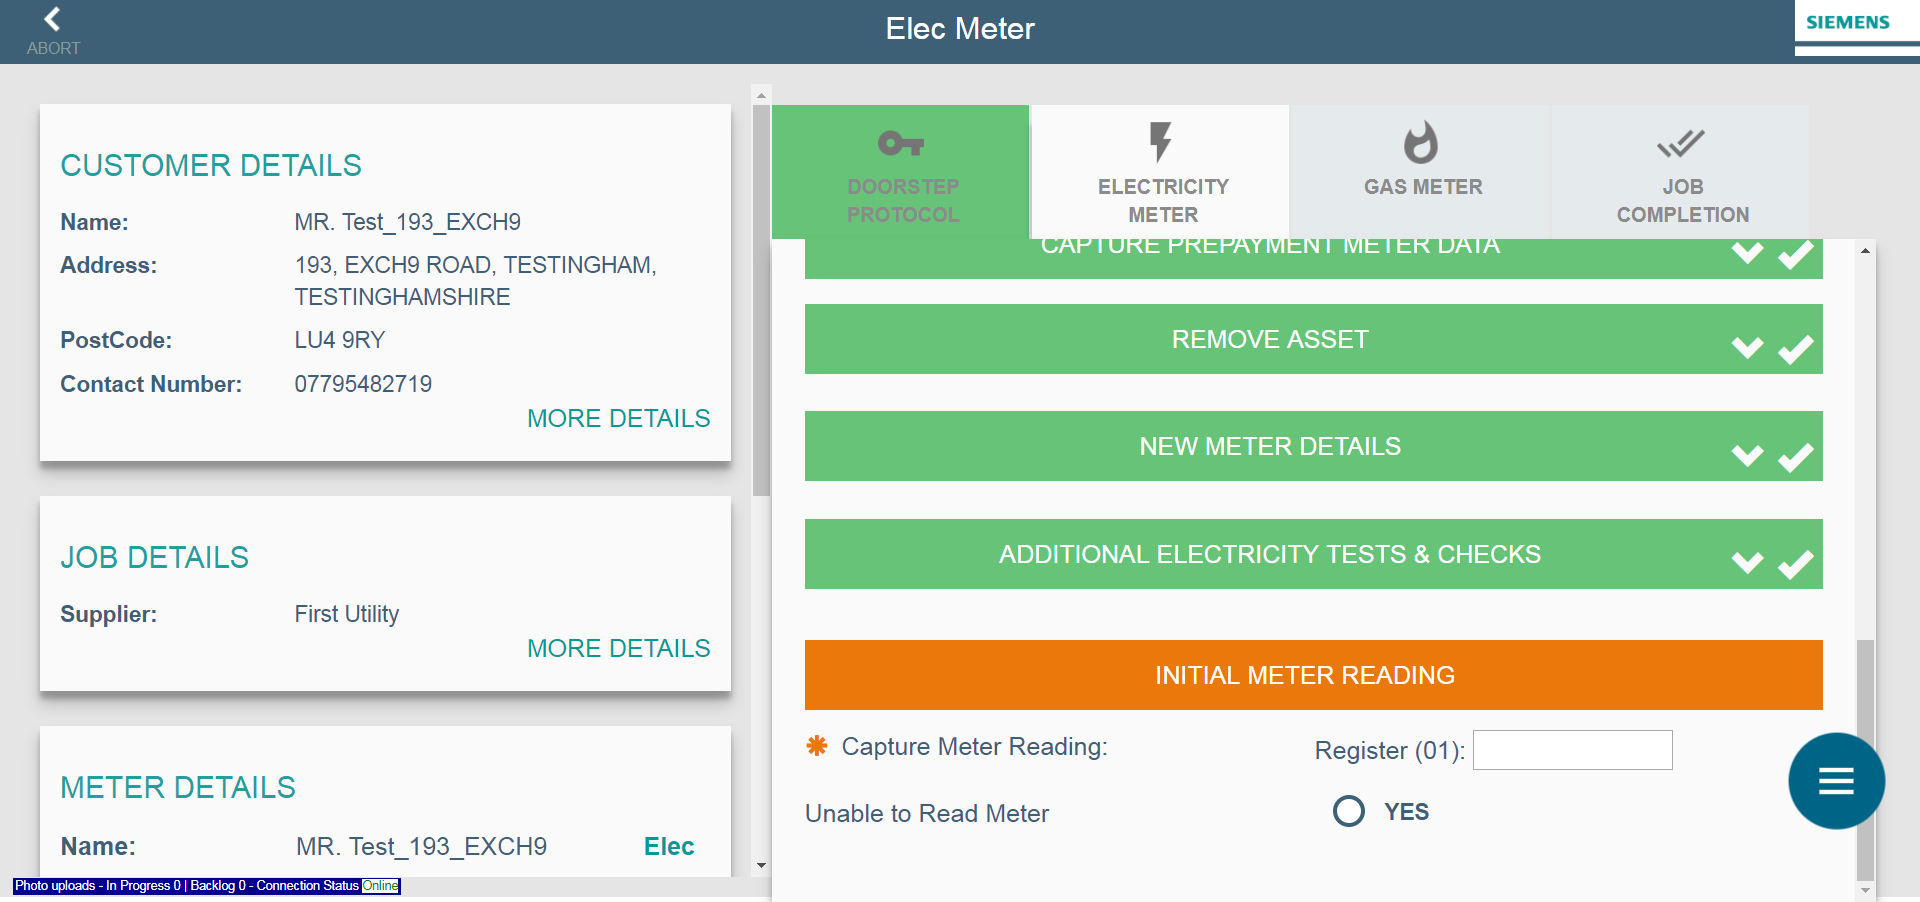 ABORT
Elec Meter
SIEMENS
CUSTOMER DETAILS
Name: MR. Test_193_EXCH9
Address: 193, EXCH9 ROAD, TESTINGHAM,
TESTINGHAMSHIRE
PostCode: LU4 9RY
Contact Number: 07795482719
MORE DETAILS
JOB DETAILS
Supplier: First Utility
MORE DETAILS
METER DETAILS
Name: MR. Test_193_EXCH9 Elec
Photo uploads - In Progress 0 | Backlog 0 - Connection Status Online
DOORSTEP
PROTOCOL
ELECTRICITY
METER
GAS METER
JOB
COMPLETION
CAPTURE PREPAYMENT METER DATA
REMOVE ASSET
NEW METER DETAILS
ADDITIONAL ELECTRICITY TESTS & CHECKS
INITIAL METER READING
✱ Capture Meter Reading: Register (01):
Unable to Read Meter YES